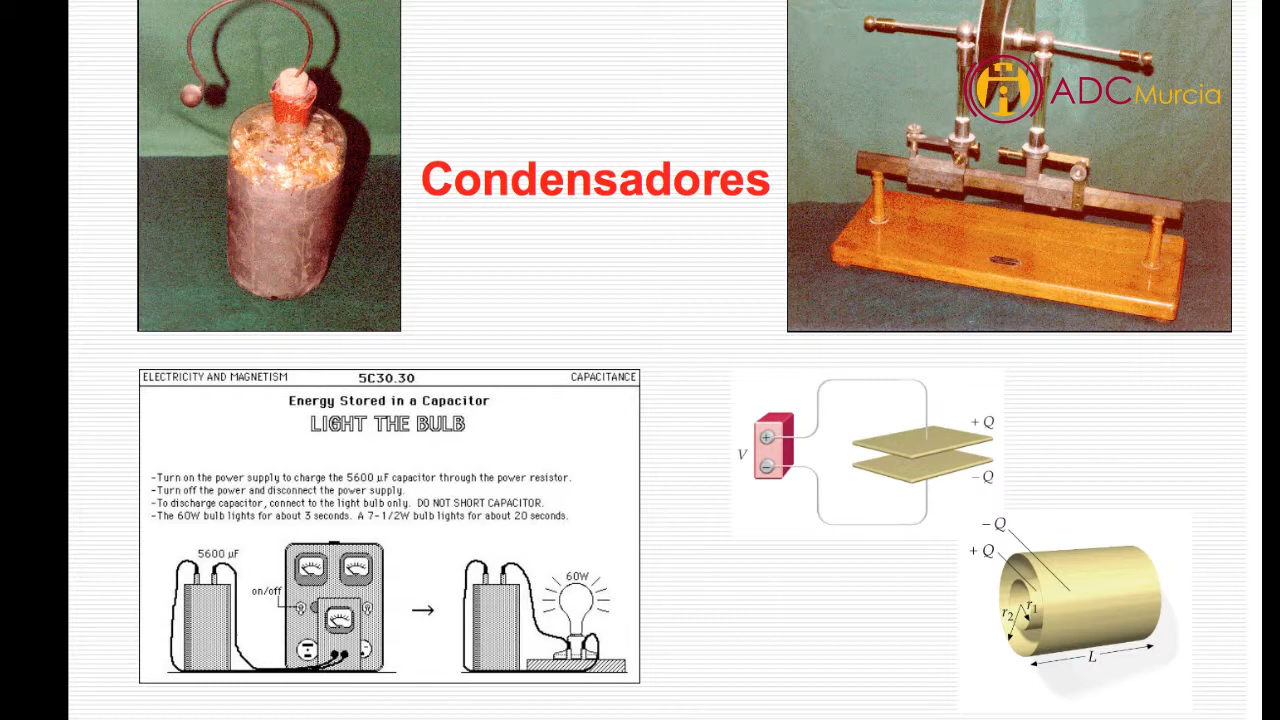 ADCMurcia
Condensadores
ELECTRICITY AND MAGNETISM 5C30.30 CAPACITANCE
Energy Stored in a Capacitor
LIGHT THE BULB
-Turn on the power supply to charge the 5600 µF capacitor through the power resistor.
-Turn off the power and disconnect the power supply.
-To discharge capacitor, connect to the light bulb only. DO NOT SHORT CAPACITOR.
-The 60W bulb lights for about 3 seconds. A 7-1/2W bulb lights for about 20 seconds.
5600 µF
on/off
60W
+ Q
V
− Q
− Q
+ Q
r2 r1
L